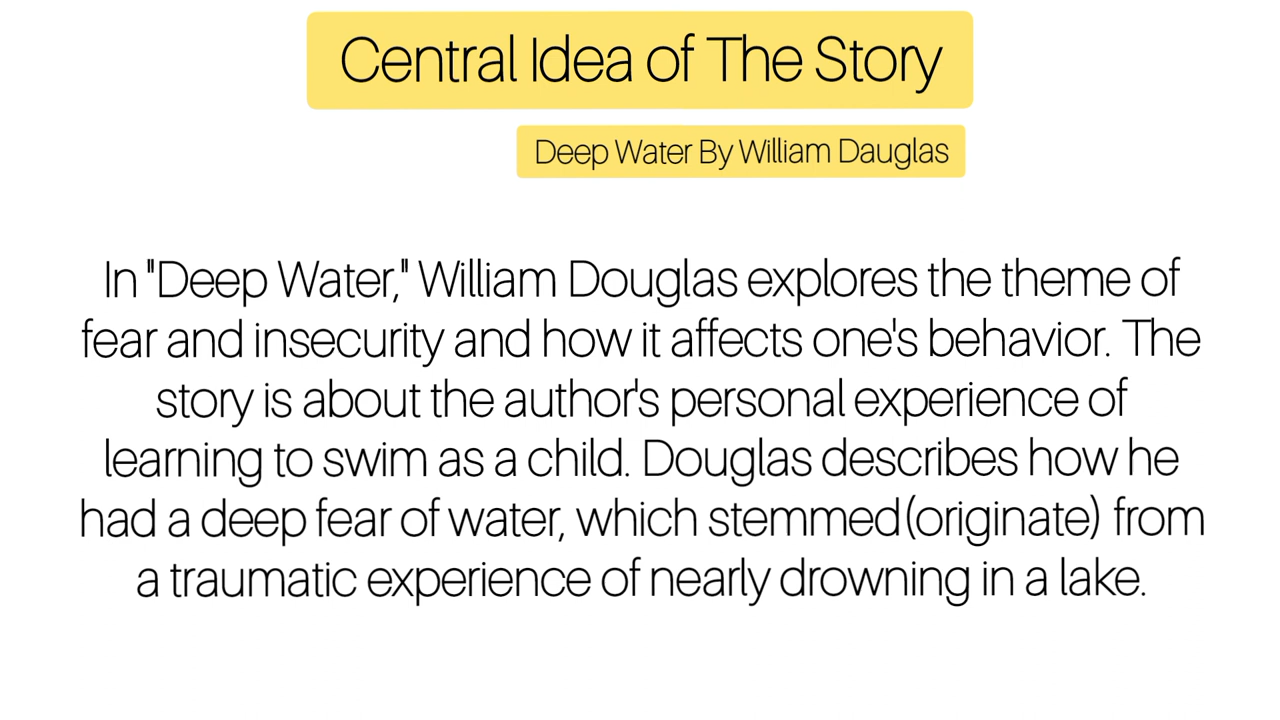 Central Idea of The Story
Deep Water By William Dauglas
In "Deep Water," William Douglas explores the theme of
fear and insecurity and how it affects one's behavior. The
story is about the author's personal experience of
learning to swim as a child. Douglas describes how he
had a deep fear of water, which stemmed(originate) from
a traumatic experience of nearly drowning in a lake.